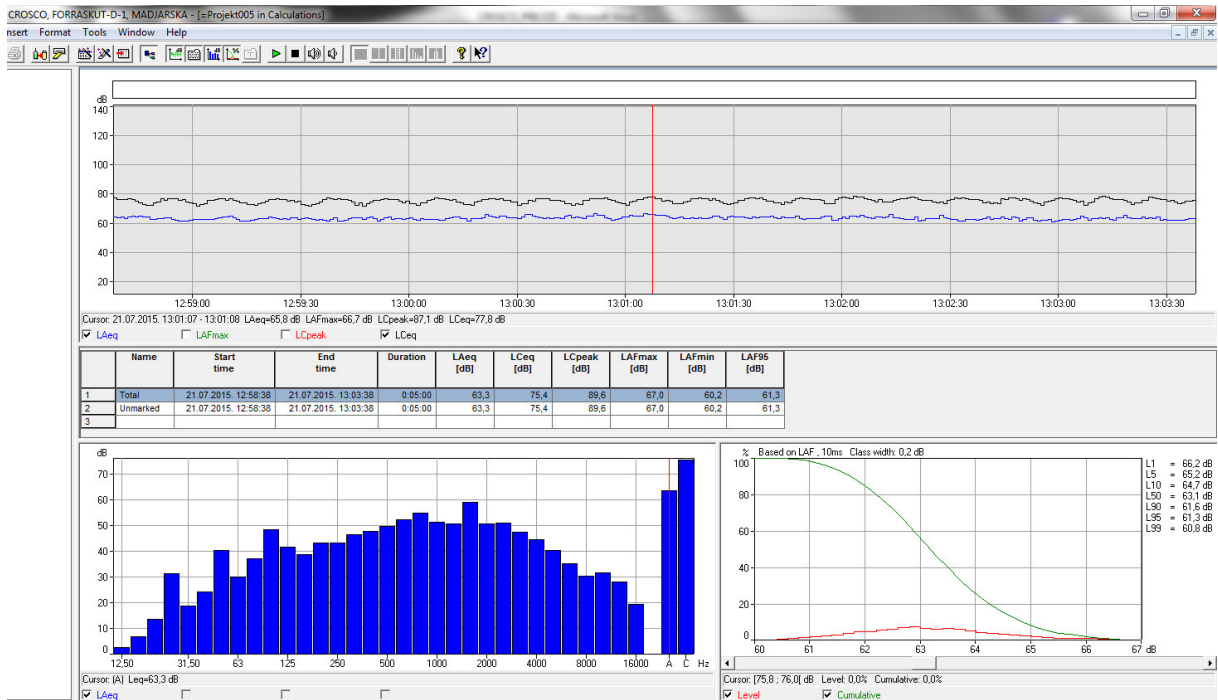 CROSCO, FORRASKUT-D-1, MADJARSKA - [=Projekt005 in Calculations]
nsert Format Tools Window Help
dB
140
120
100
80
60
40
20
12:59:00 12:59:30 13:00:00 13:00:30 13:01:00 13:01:30 13:02:00 13:02:30 13:03:00 13:03:30
Cursor: 21.07.2015. 13:01:07 - 13:01:08 LAeq=65,8 dB LAFmax=66,7 dB LCpeak=87,1 dB LCeq=77,8 dB
LAeq LAFmax LCpeak LCeq
Name Start time End time Duration LAeq [dB] LCeq [dB] LCpeak [dB] LAFmax [dB] LAFmin [dB] LAF95 [dB]
1 Total 21.07.2015. 12:58:38 21.07.2015. 13:03:38 0:05:00 63,3 75,4 89,6 67,0 60,2 61,3
2 Unmarked 21.07.2015. 12:58:38 21.07.2015. 13:03:38 0:05:00 63,3 75,4 89,6 67,0 60,2 61,3
3
dB
70
60
50
40
30
20
10
0
12,50 31,50 63 125 250 500 1000 2000 4000 8000 16000 A C Hz
Cursor: (A) Leq=63,3 dB
LAeq
% Based on LAF , 10ms Class width: 0,2 dB
100
80
60
40
20
0
60 61 62 63 64 65 66 67 dB
L1 = 66,2 dB
L5 = 65,2 dB
L10 = 64,7 dB
L50 = 63,1 dB
L90 = 61,6 dB
L95 = 61,3 dB
L99 = 60,8 dB
Cursor: [75,8 ; 76,0[ dB Level: 0,0% Cumulative: 0,0%
Level Cumulative